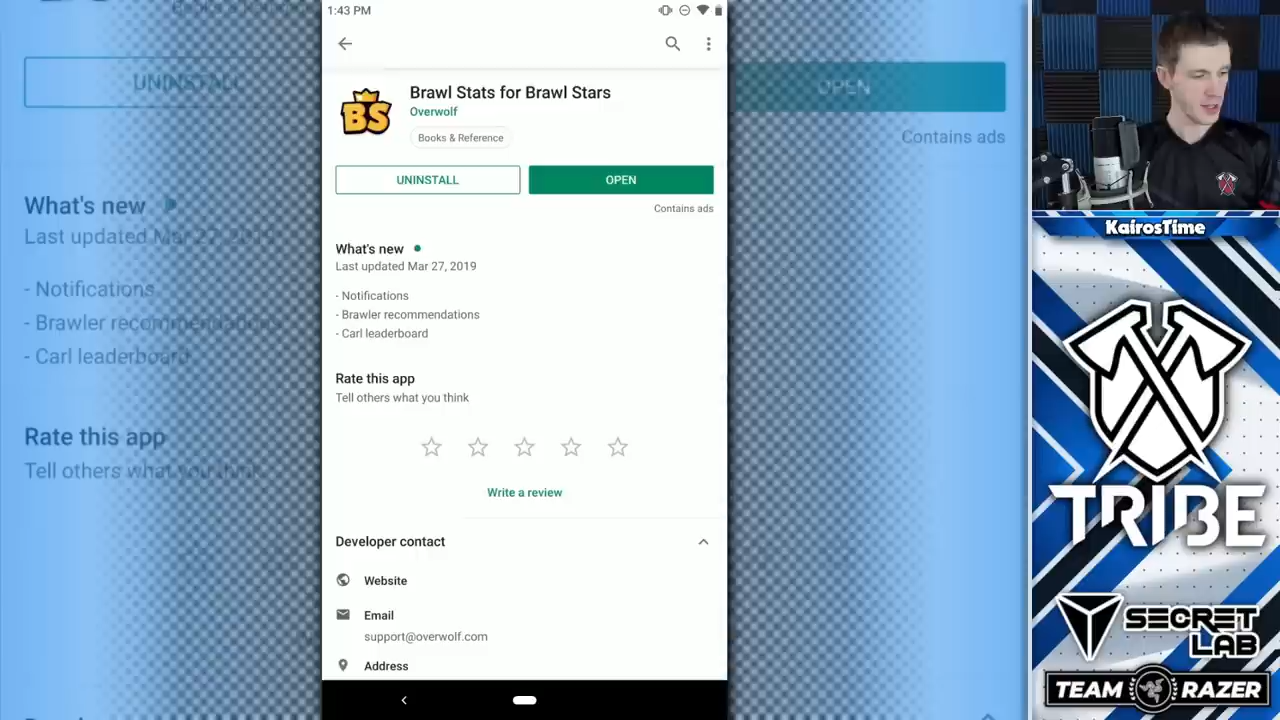 1:43 PM
BS
Brawl Stats for Brawl Stars
Overwolf
Books & Reference
UNINSTALL
OPEN
Contains ads
What's new
Last updated Mar 27, 2019
- Notifications
- Brawler recommendations
- Carl leaderboard
Rate this app
Tell others what you think
Write a review
Developer contact
Website
Email
support@overwolf.com
Address
UNINSTALL
What's new
Last updated Mar 2
- Notifications
- Brawler recommendations
- Carl leaderboard
Rate this app
Tell others what you think
OPEN
Contains ads
KairosTime
TRIBE
SECRET
LAB
TEAM RAZER